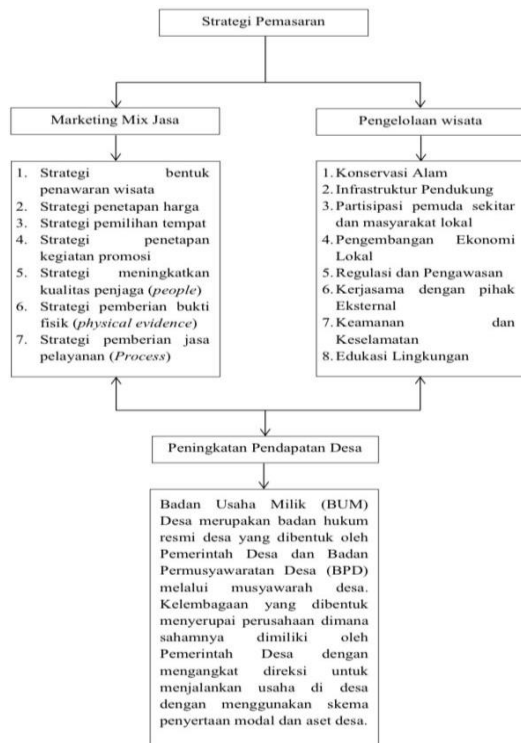 Strategi Pemasaran
Marketing Mix Jasa
1. Strategi bentuk
penawaran wisata
2. Strategi penetapan harga
3. Strategi pemilihan tempat
4. Strategi penetapan
kegiatan promosi
5. Strategi meningkatkan
kualitas penjaga (people)
6. Strategi pemberian bukti
fisik (physical evidence)
7. Strategi pemberian jasa
pelayanan (Process)
Pengelolaan wisata
1. Konservasi Alam
2. Infrastruktur Pendukung
3. Partisipasi pemuda sekitar
dan masyarakat lokal
4. Pengembangan Ekonomi
Lokal
5. Regulasi dan Pengawasan
6. Kerjasama dengan pihak
Eksternal
7. Keamanan dan
Keselamatan
8. Edukasi Lingkungan
Peningkatan Pendapatan Desa
Badan Usaha Milik (BUM)
Desa merupakan badan hukum
resmi desa yang dibentuk oleh
Pemerintah Desa dan Badan
Permusyawaratan Desa (BPD)
melalui musyawarah desa.
Kelembagaan yang dibentuk
menyerupai perusahaan dimana
sahamnya dimiliki oleh
Pemerintah Desa dengan
mengangkat direksi untuk
menjalankan usaha di desa
dengan menggunakan skema
penyertaan modal dan aset desa.